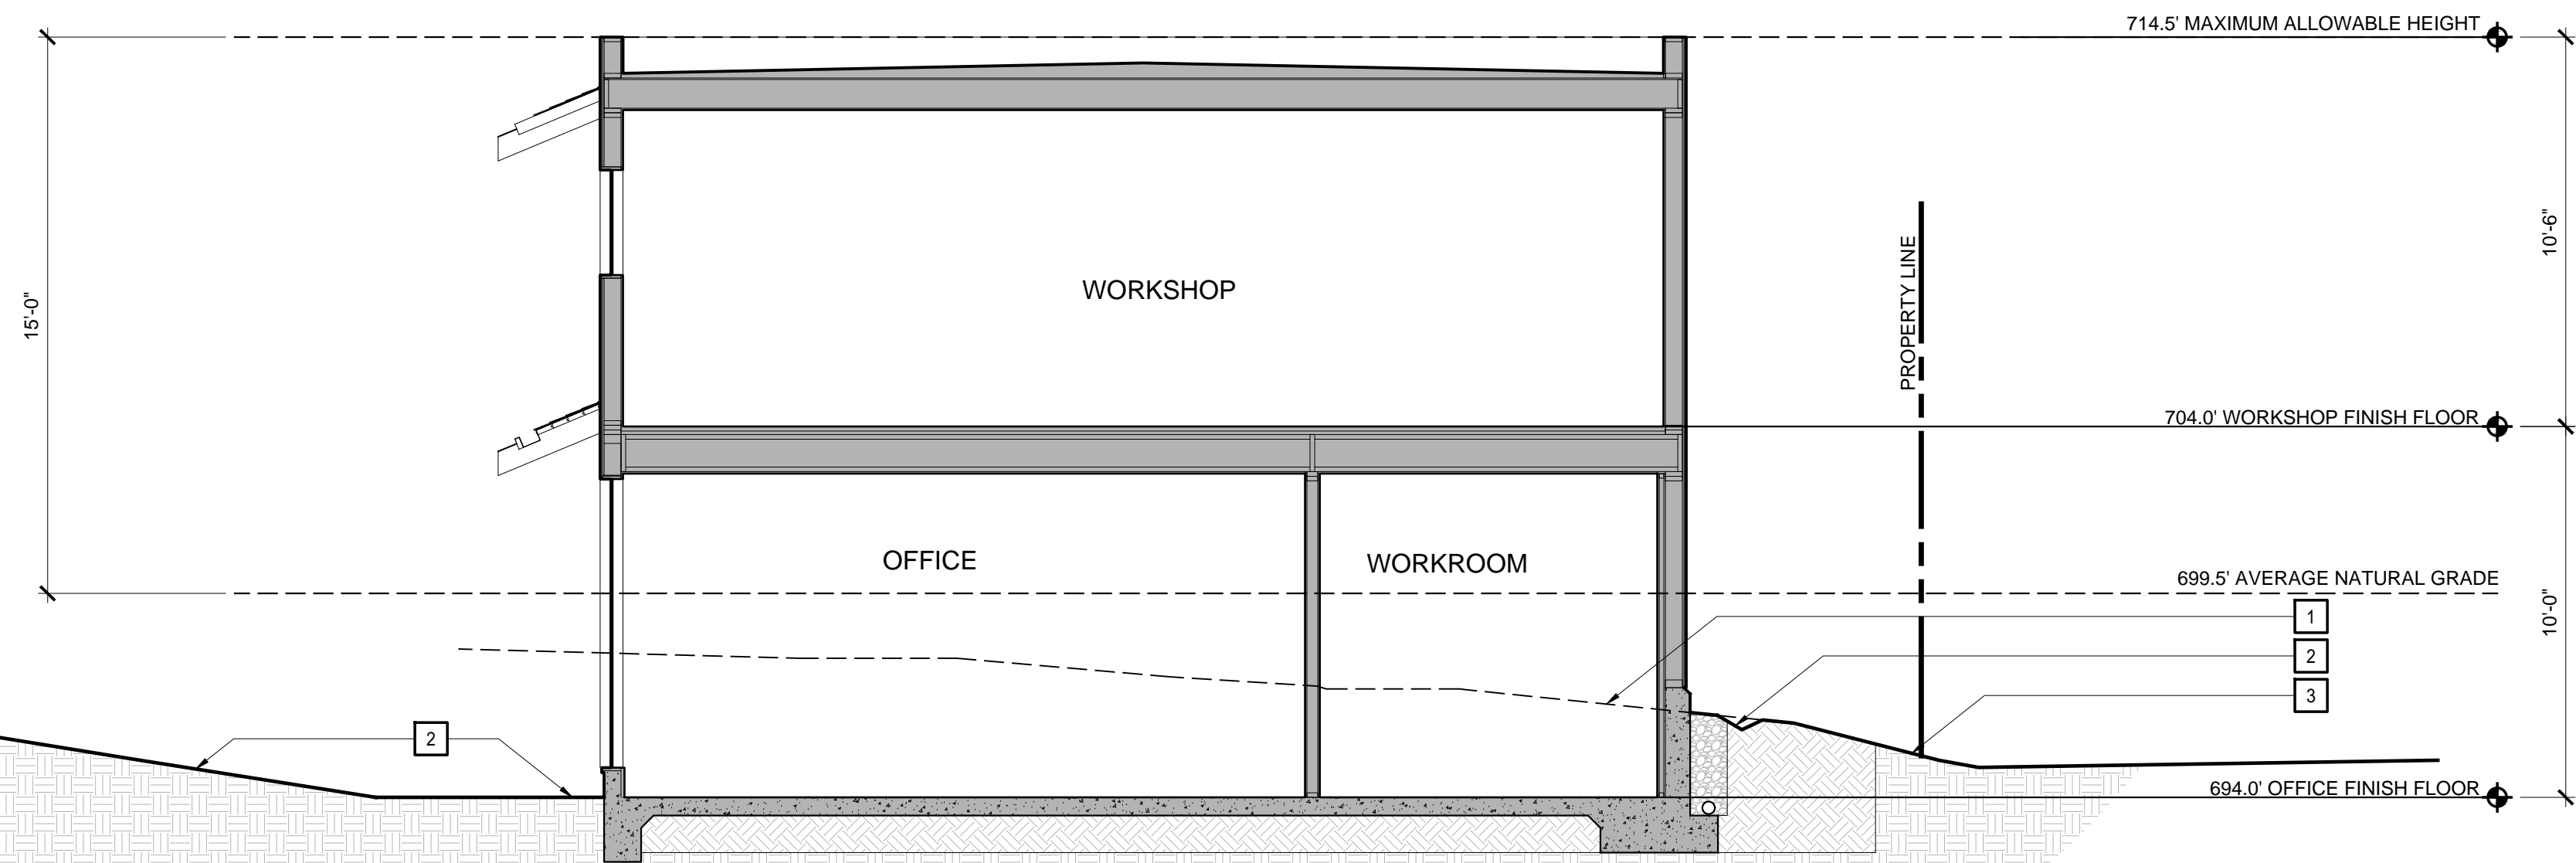 714.5' MAXIMUM ALLOWABLE HEIGHT
10'-6"
WORKSHOP
PROPERTY LINE
15'-0"
704.0' WORKSHOP FINISH FLOOR
OFFICE
WORKROOM
699.5' AVERAGE NATURAL GRADE
10'-0"
1
2
3
2
694.0' OFFICE FINISH FLOOR